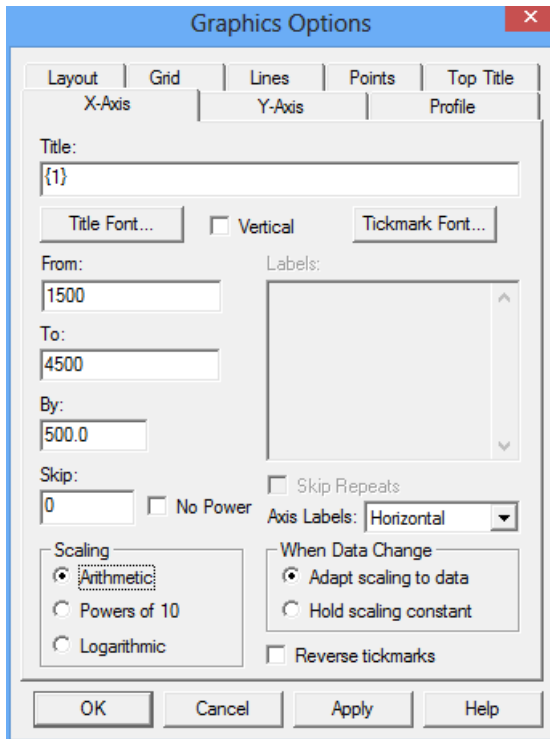 Graphics Options
Layout Grid Lines Points Top Title
X-Axis Y-Axis Profile
Title:
{1}
Title Font... Vertical Tickmark Font...
From: Labels:
1500
To:
4500
By:
500.0
Skip: Skip Repeats
0 No Power Axis Labels: Horizontal
Scaling When Data Change
Arithmetic Adapt scaling to data
Powers of 10 Hold scaling constant
Logarithmic Reverse tickmarks
OK Cancel Apply Help